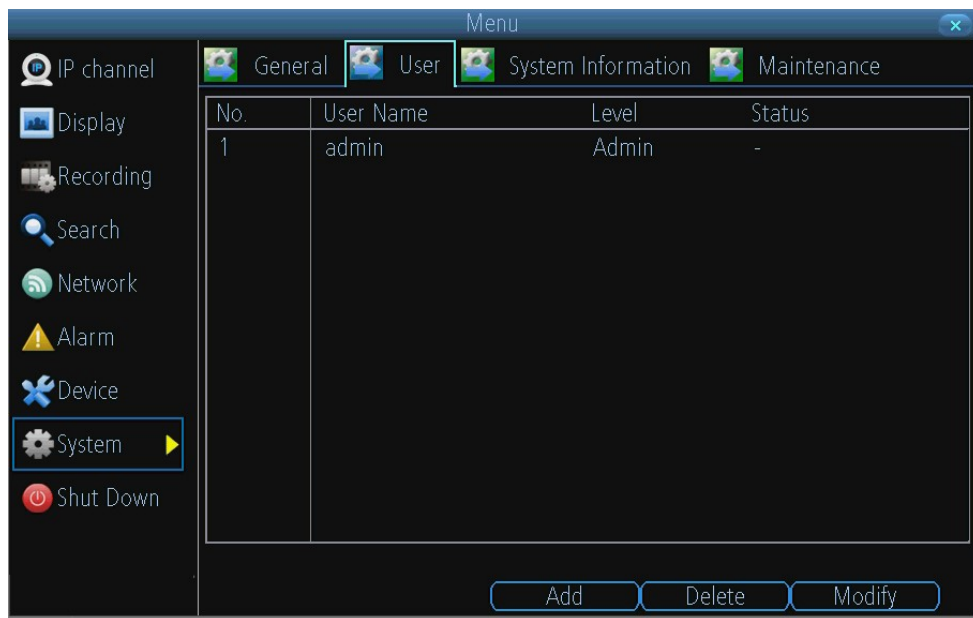 Menu
IP IP channel
Display
Recording
Search
Network
Alarm
Device
System
Shut Down
General User System Information Maintenance
No. User Name Level Status
1 admin Admin -
Add Delete Modify